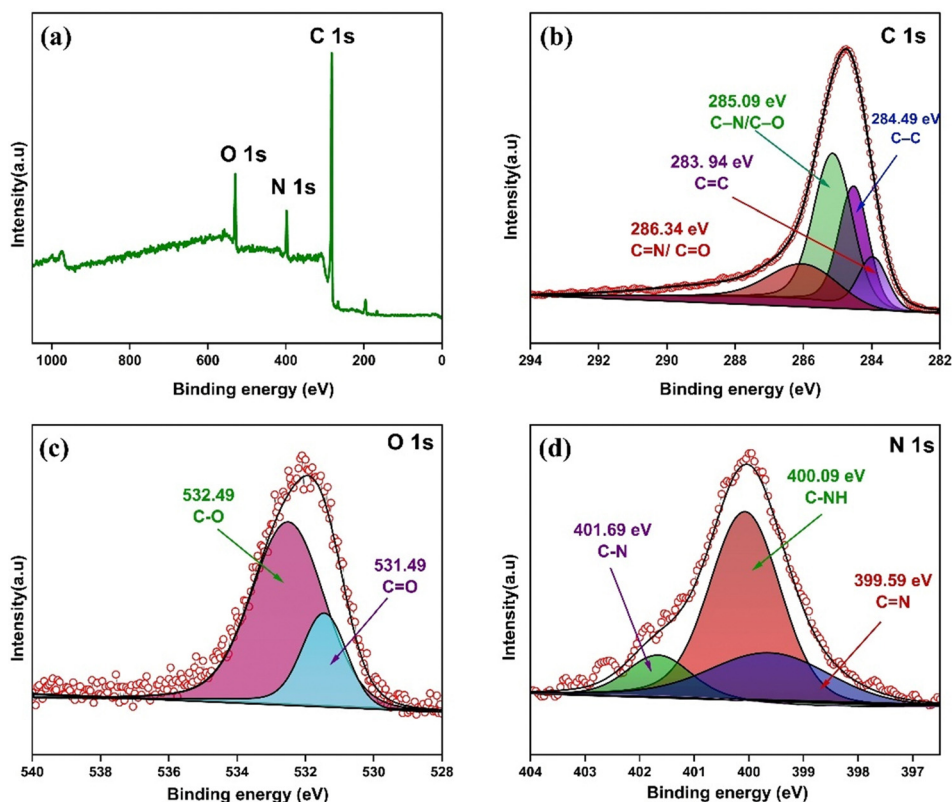 (a)
C 1s
O 1s
N 1s
Intensity(a.u)
1000 800 600 400 200 0
Binding energy (eV)
(b)
C 1s
285.09 eV
C–N/C–O
284.49 eV
C–C
283. 94 eV
C=C
286.34 eV
C=N/ C=O
Intensity(a.u)
294 292 290 288 286 284 282
Binding energy (eV)
(c)
O 1s
532.49
C-O
531.49
C=O
Intensity(a.u)
540 538 536 534 532 530 528
Binding energy (eV)
(d)
N 1s
400.09 eV
C-NH
401.69 eV
C-N
399.59 eV
C=N
Intensity(a.u)
404 403 402 401 400 399 398 397
Binding energy (eV)